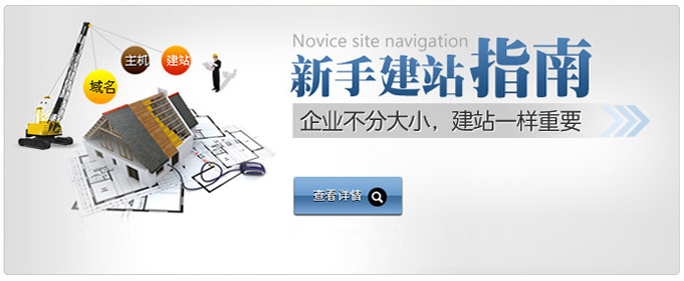 主机
建站
域名
Novice site navigation
新手建站指南
企业不分大小，建站一样重要
查看详情